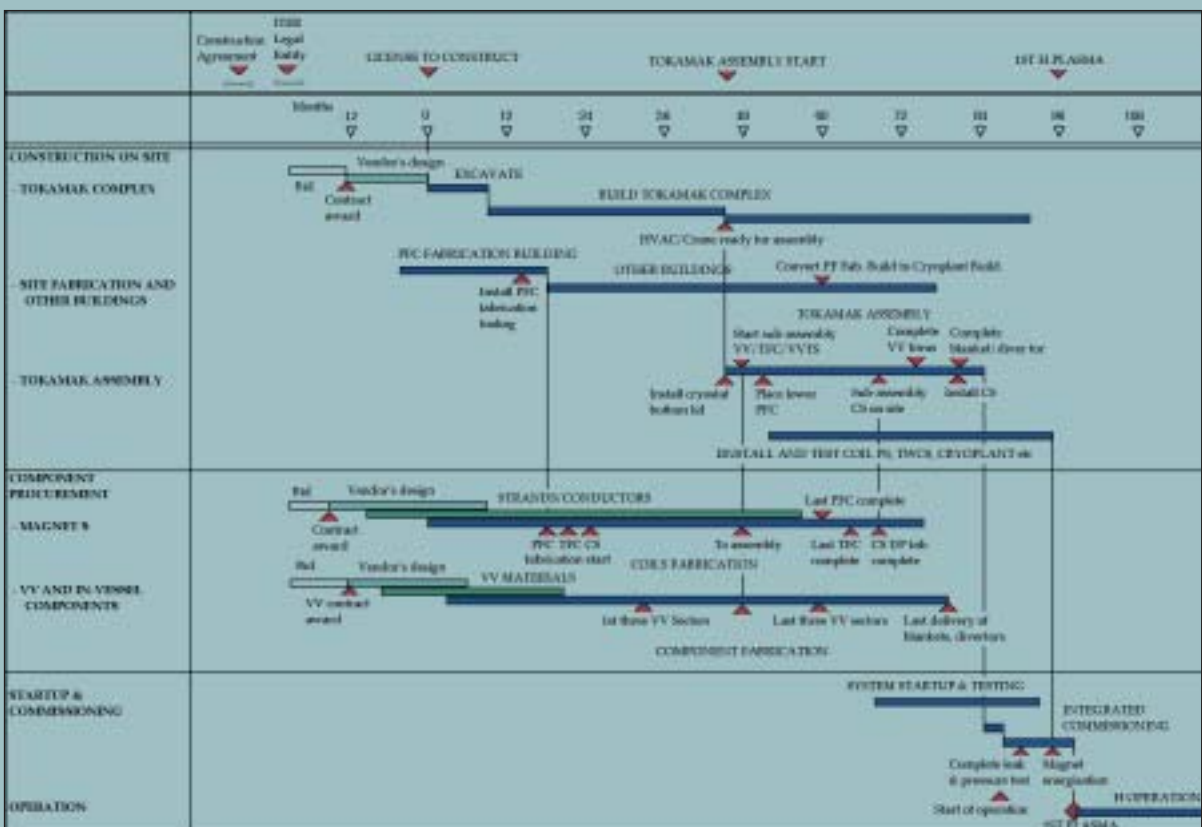 Construction Legal
Agreement Entity
LICENSE TO CONSTRUCT
TOKAMAK ASSEMBLY START
1ST H PLASMA
Months
12 0 12 24 36 48 60 72 84 96 108
CONSTRUCTION ON SITE
- TOKAMAK COMPLEX
Vendor's design
Bid
Contract
award
EXCAVATE
BUILD TOKAMAK COMPLEX
HVAC/Crane ready for assembly
PFC FABRICATION BUILDING
OTHER BUILDINGS
Convert PF Fab. Build to Cryoplant Build.
- SITE FABRICATION AND
OTHER BUILDINGS
Install PFC
fabrication
tooling
TOKAMAK ASSEMBLY
Start sub-assembly
VV/TFC/VVTS
Complete
VV torus
Complete
blanket/divertor
- TOKAMAK ASSEMBLY
Install cryostat
bottom lid
Place lower
PFC
Sub-assembly
CS on site
Install CS
INSTALL AND TEST COIL PS, TWCS, CRYOPLANT etc
COMPONENT
PROCUREMENT
Bid
Vendor's design
STRANDS/CONDUCTORS
Last PFC complete
- MAGNETS
Contract
award
PFC TFC CS
fabrication start
To assembly
Last TFC
complete
CS
complete
COILS FABRICATION
Bid
Vendor's design
VV MATERIALS
- VV AND IN-VESSEL
COMPONENTS
VV contract
award
1st three VV Sectors
Last three VV sectors
Last delivery of
blankets, divertors
COMPONENT FABRICATION
STARTUP &
COMMISSIONING
SYSTEM STARTUP & TESTING
INTEGRATED
COMMISSIONING
Complete leak
& pressure test
Magnet
energisation
OPERATION
Start of operation
H OPERATION
1ST PLASMA